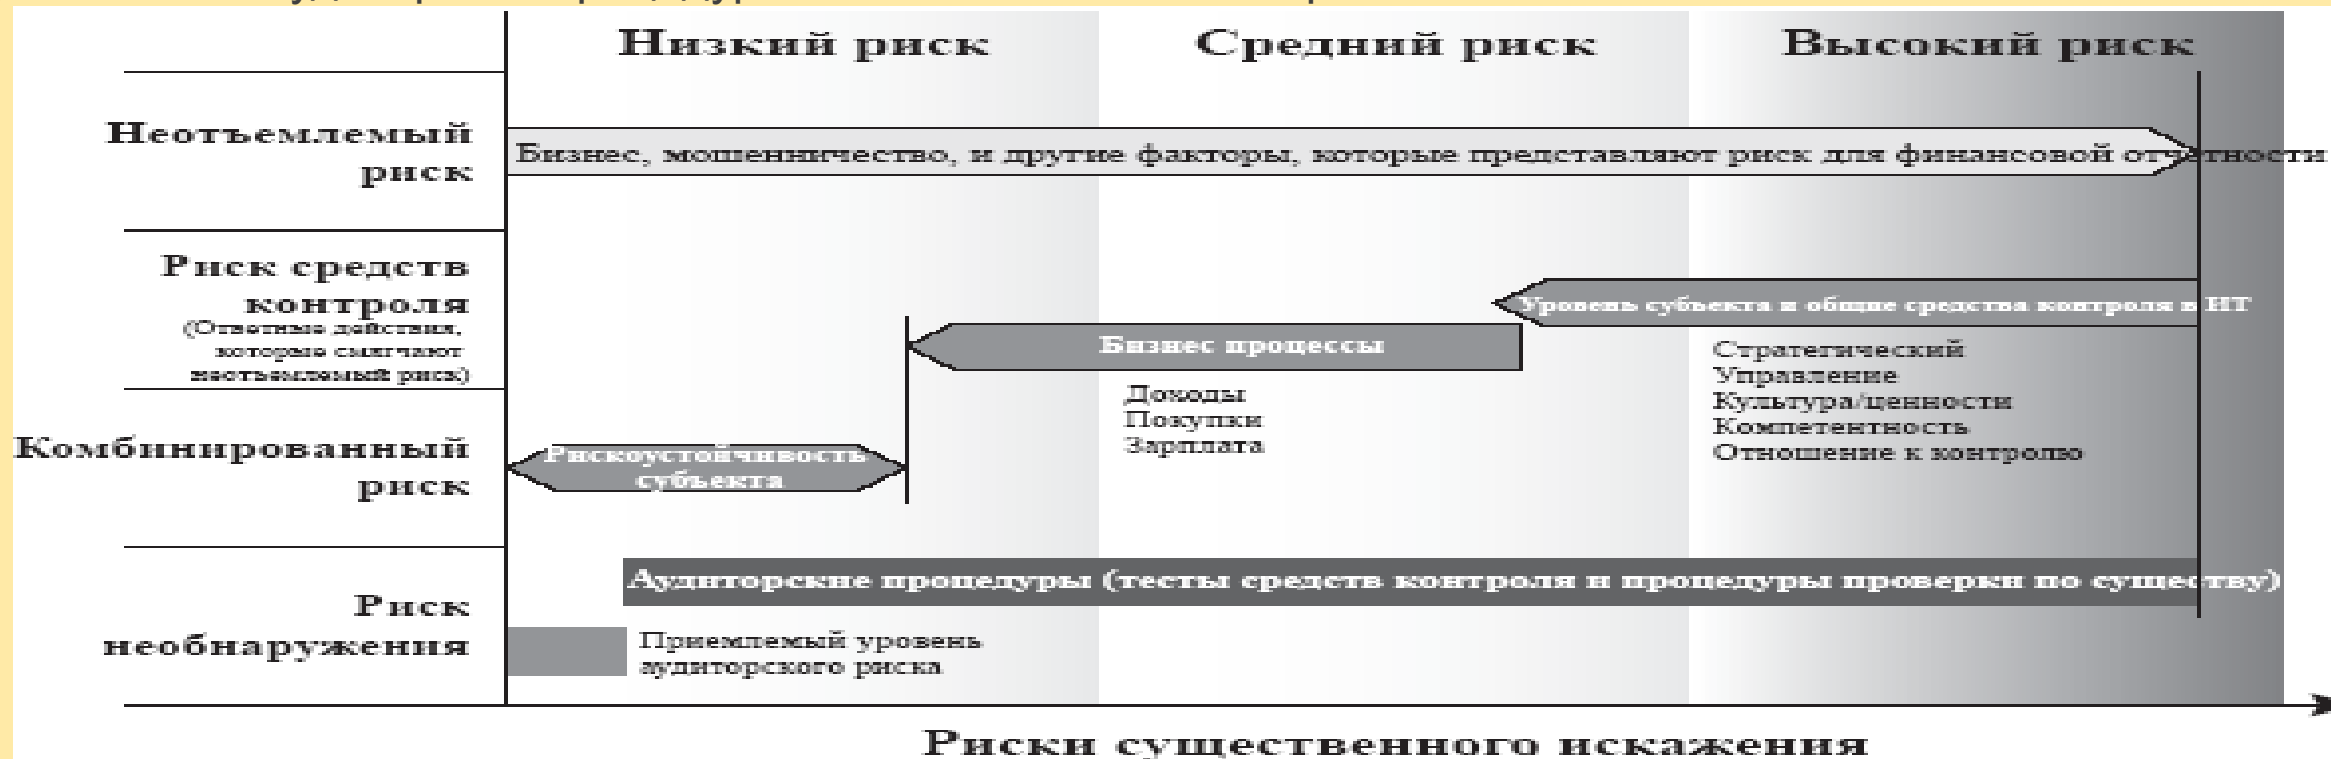 Низкий риск
Средний риск
Высокий риск
Неотъемлемый
риск
Бизнес, мошенничество, и другие факторы, которые представляют риск для финансовой отчетности
Риск средств
контроля
(Ответные действия,
которые смягчают
неотъемлемый риск)
Уровень субъекта и общие средства контроля в ИТ
Бизнес процессы
Стратегический
Управление
Культура/ценности
Компетентность
Отношение к контролю
Доходы
Покупки
Зарплата
Комбинированный
риск
Рискоустойчивость
субъекта
Аудиторские процедуры (тесты средств контроля и процедуры проверки по существу)
Риск
необнаружения
Приемлемый уровень
аудиторского риска
Риски существенного искажения